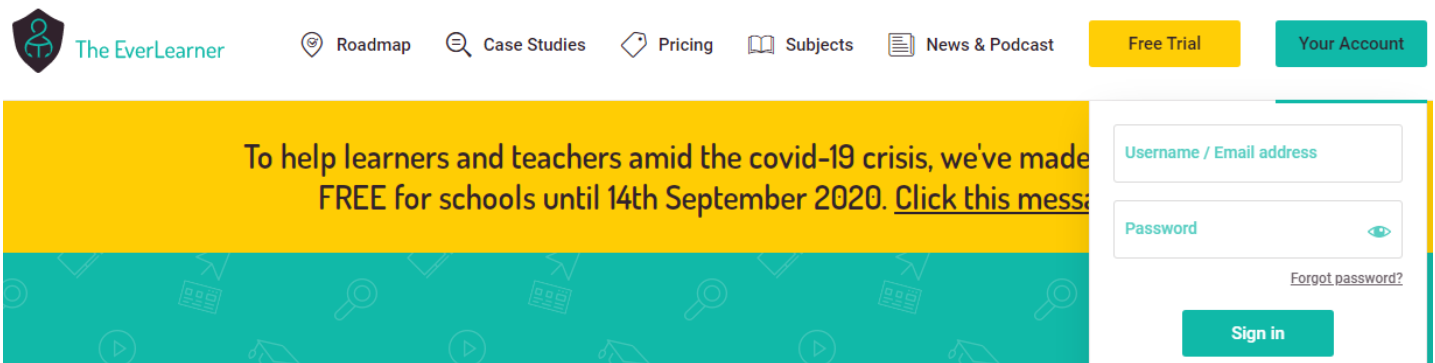 The EverLearner
Roadmap
Case Studies
Pricing
Subjects
News & Podcast
Free Trial
Your Account
To help learners and teachers amid the covid-19 crisis, we've made
FREE for schools until 14th September 2020. Click this
Username / Email address
Password
Forgot password?
Sign in